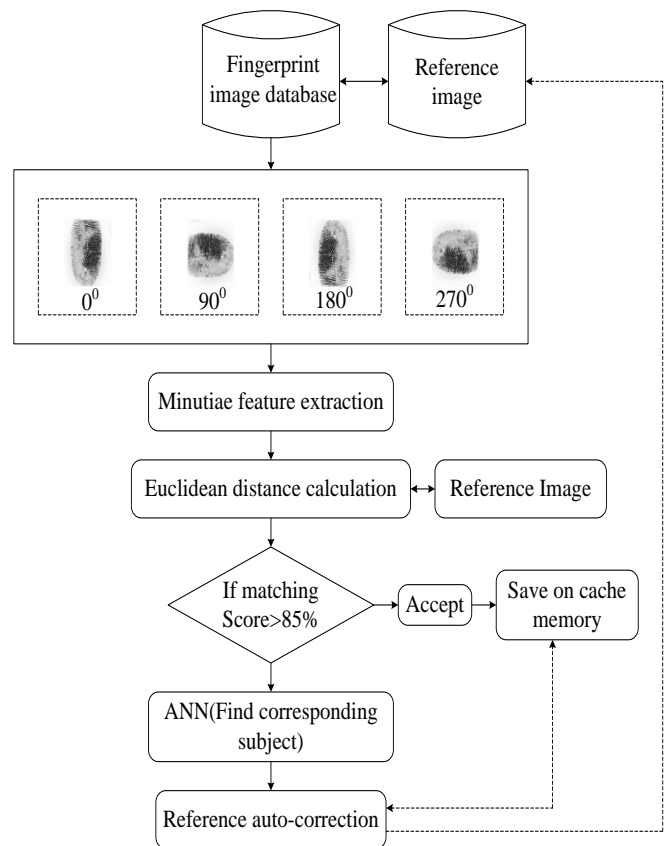 Fingerprint
image database
Reference
image
0⁰
90⁰
180⁰
270⁰
Minutiae feature extraction
Euclidean distance calculation
Reference Image
If matching
Score>85%
Accept
Save on cache
memory
ANN(Find corresponding
subject)
Reference auto-correction